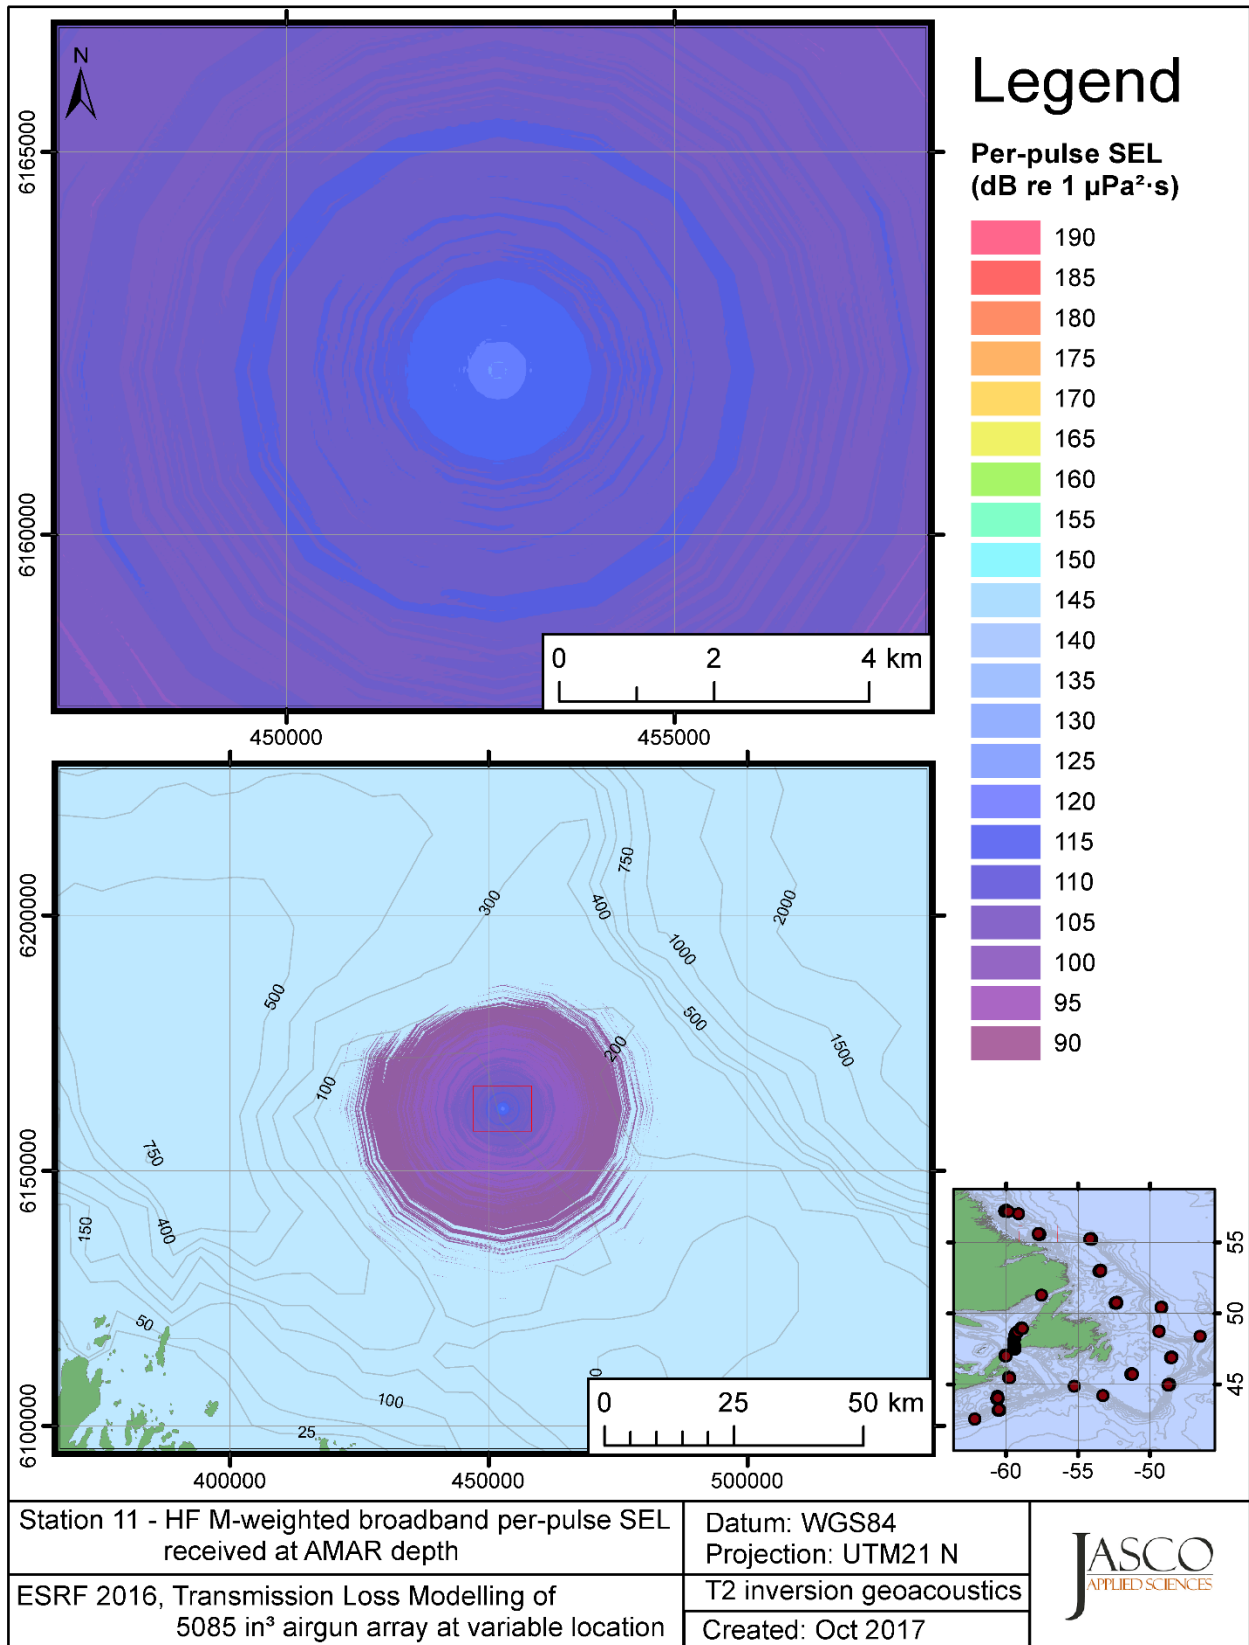 N
6165000
6160000
0 2 4 km
450000 455000
Legend
Per-pulse SEL
(dB re 1 µPa²·s)
190
185
180
175
170
165
160
155
150
145
140
135
130
125
120
115
110
105
100
95
90
6200000
6150000
6100000
750
300
400
2000
1000
500
500
1500
200
100
750
150
400
50
100
25
0
0 25 50 km
400000 450000 500000
55
50
45
-60 -55 -50
Station 11 - HF M-weighted broadband per-pulse SEL
received at AMAR depth
ESRF 2016, Transmission Loss Modelling of
5085 in³ airgun array at variable location
Datum: WGS84
Projection: UTM21 N
T2 inversion geoacoustics
Created: Oct 2017
JASCO
APPLIED SCIENCES